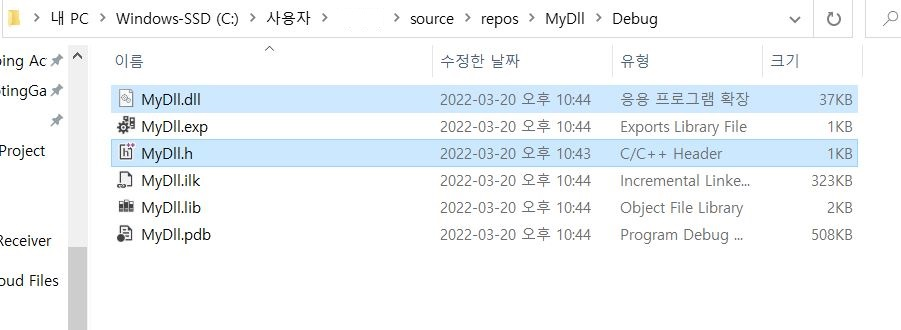 내 PC > Windows-SSD (C:) > 사용자 > > source > repos > MyDll > Debug
이름 수정한 날짜 유형 크기
ping Ac
MyDll.dll 2022-03-20 오후 10:44 응용 프로그램 확장 37KB
otingGa
MyDll.exp 2022-03-20 오후 10:44 Exports Library File 1KB
MyDll.h 2022-03-20 오후 10:43 C/C++ Header 1KB
Project
MyDll.ilk 2022-03-20 오후 10:44 Incremental Linke... 323KB
MyDll.lib 2022-03-20 오후 10:44 Object File Library 2KB
MyDll.pdb 2022-03-20 오후 10:44 Program Debug ... 508KB
Receiver
oud Files